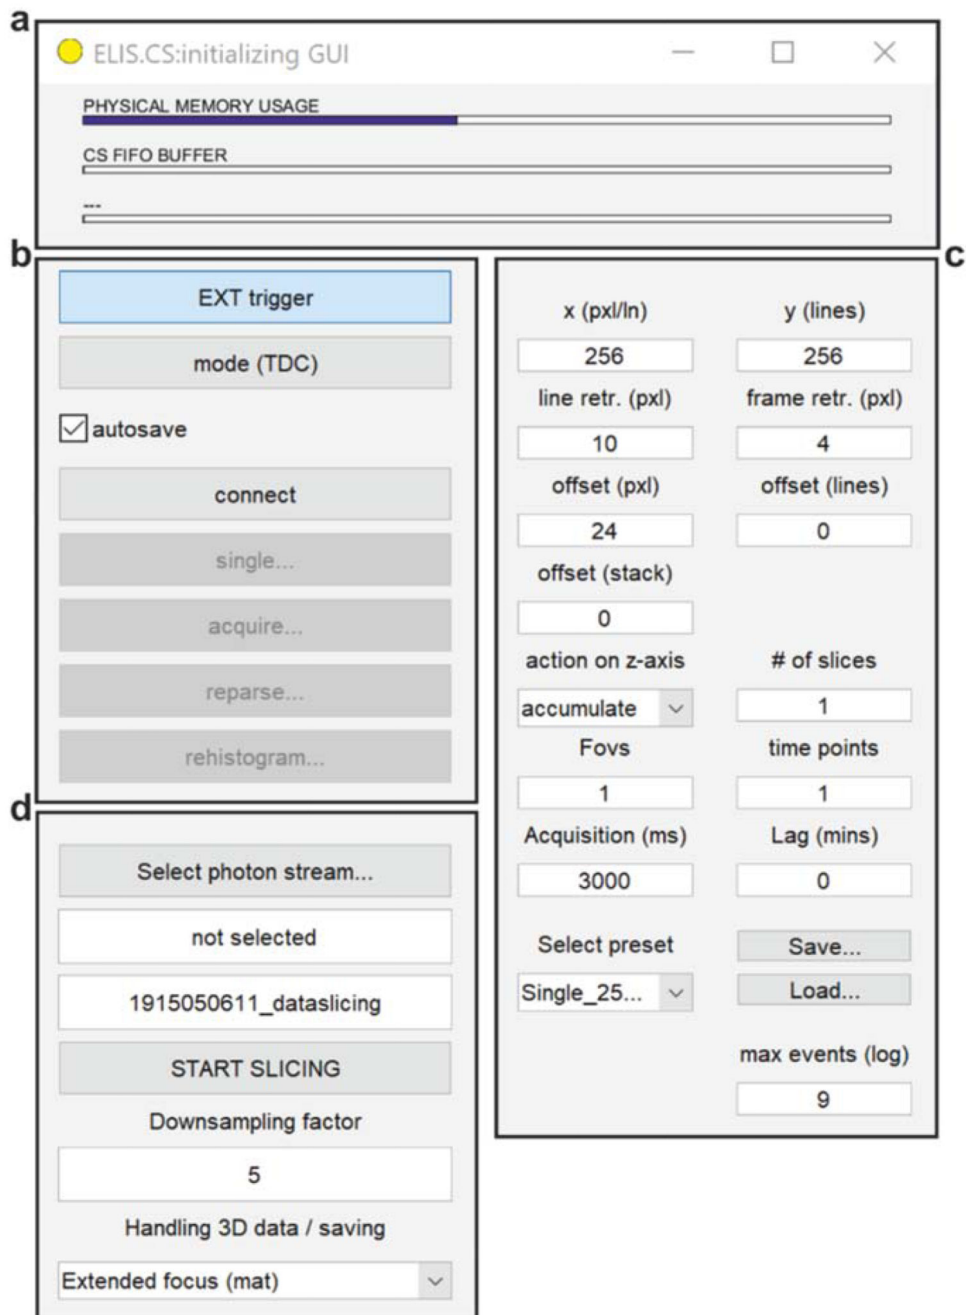 a
ELIS.CS:initializing GUI
PHYSICAL MEMORY USAGE
CS FIFO BUFFER
---
b
EXT trigger
mode (TDC)
autosave
connect
single...
acquire...
reparse...
rehistogram...
c
x (pxl/ln) y (lines)
256 256
line retr. (pxl) frame retr. (pxl)
10 4
offset (pxl) offset (lines)
24 0
offset (stack)
0
action on z-axis # of slices
accumulate 1
Fovs time points
1 1
Acquisition (ms) Lag (mins)
3000 0
Select preset Save...
Single_25... Load...
max events (log)
9
d
Select photon stream...
not selected
1915050611_dataslicing
START SLICING
Downsampling factor
5
Handling 3D data / saving
Extended focus (mat)